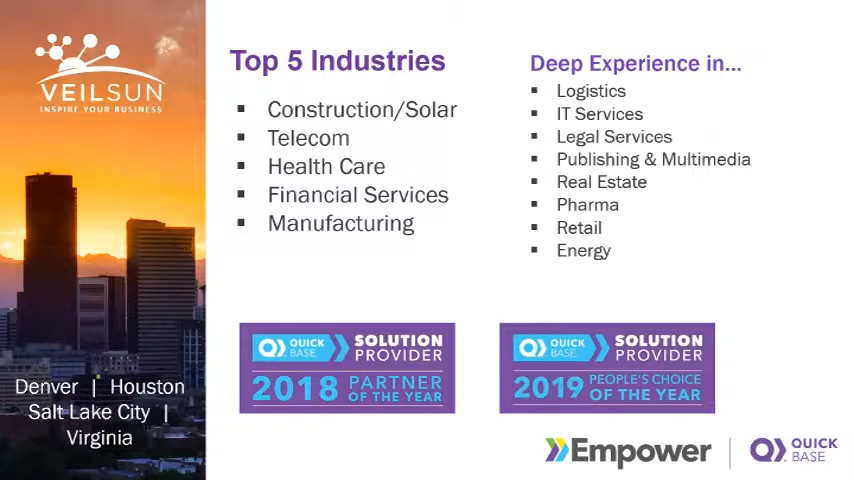 VEILSUN
INSPIRE YOUR BUSINESS
Denver | Houston
Salt Lake City |
Virginia
Top 5 Industries
▪ Construction/Solar
▪ Telecom
▪ Health Care
▪ Financial Services
▪ Manufacturing
Deep Experience in...
▪ Logistics
▪ IT Services
▪ Legal Services
▪ Publishing & Multimedia
▪ Real Estate
▪ Pharma
▪ Retail
▪ Energy
QUICK BASE
SOLUTION
PROVIDER
2018 PARTNER
OF THE YEAR
QUICK BASE
SOLUTION
PROVIDER
2019 PEOPLE'S CHOICE
OF THE YEAR
Empower
QUICK
BASE